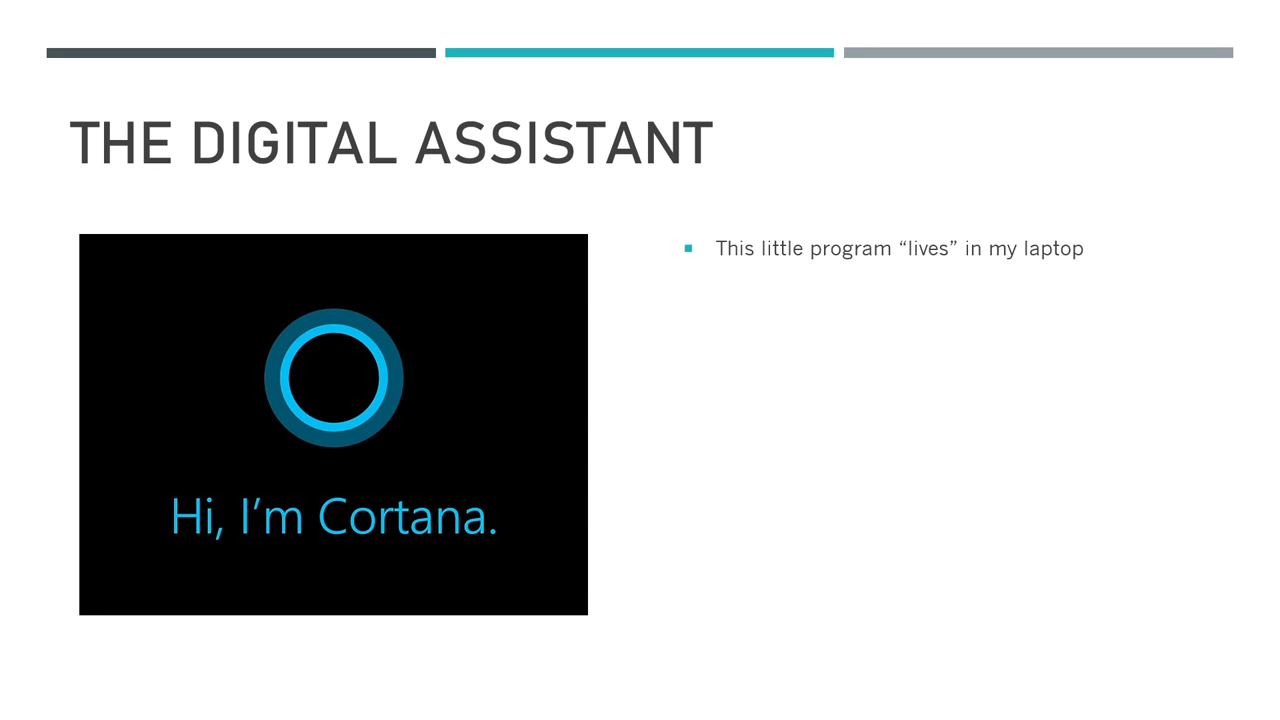 THE DIGITAL ASSISTANT
Hi, I’m Cortana.
This little program “lives” in my laptop